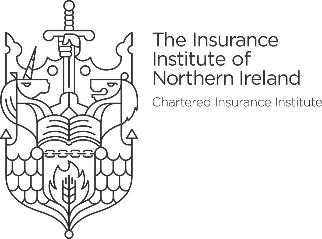 The Insurance
Institute of
Northern Ireland
Chartered Insurance Institute